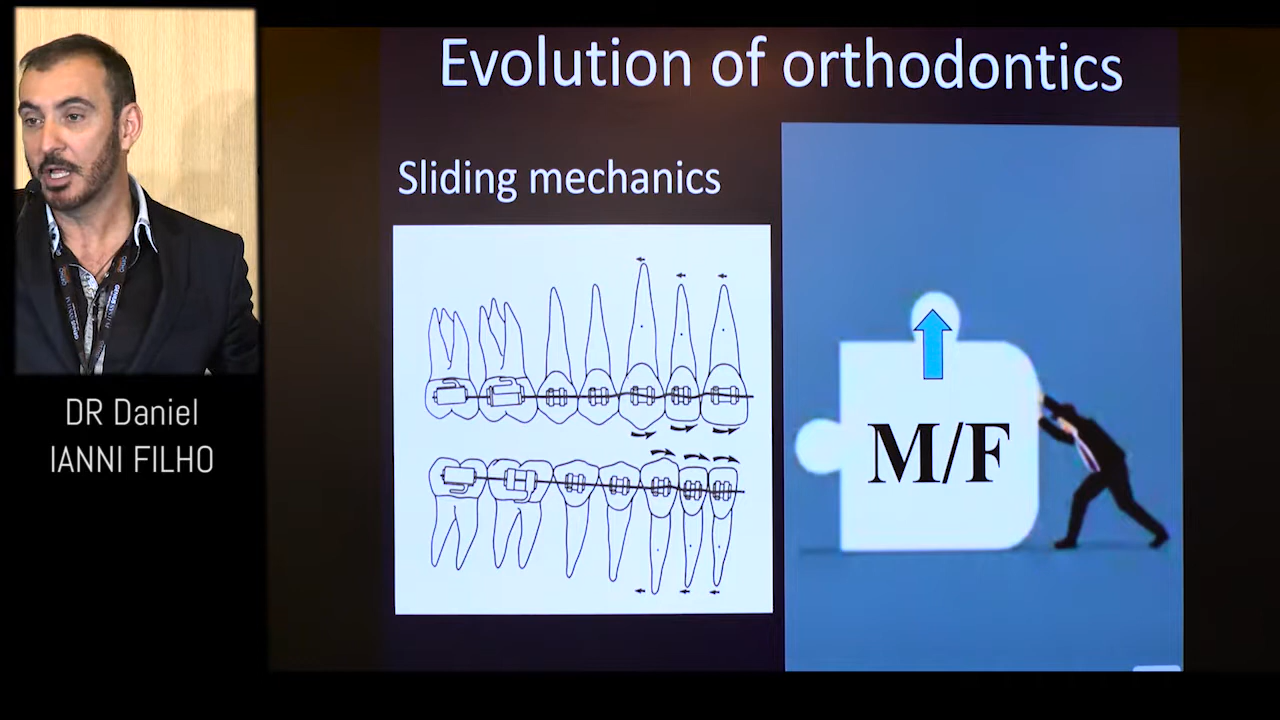 Evolution of orthodontics
Sliding mechanics
M/F
DR Daniel
IANNI FILHO